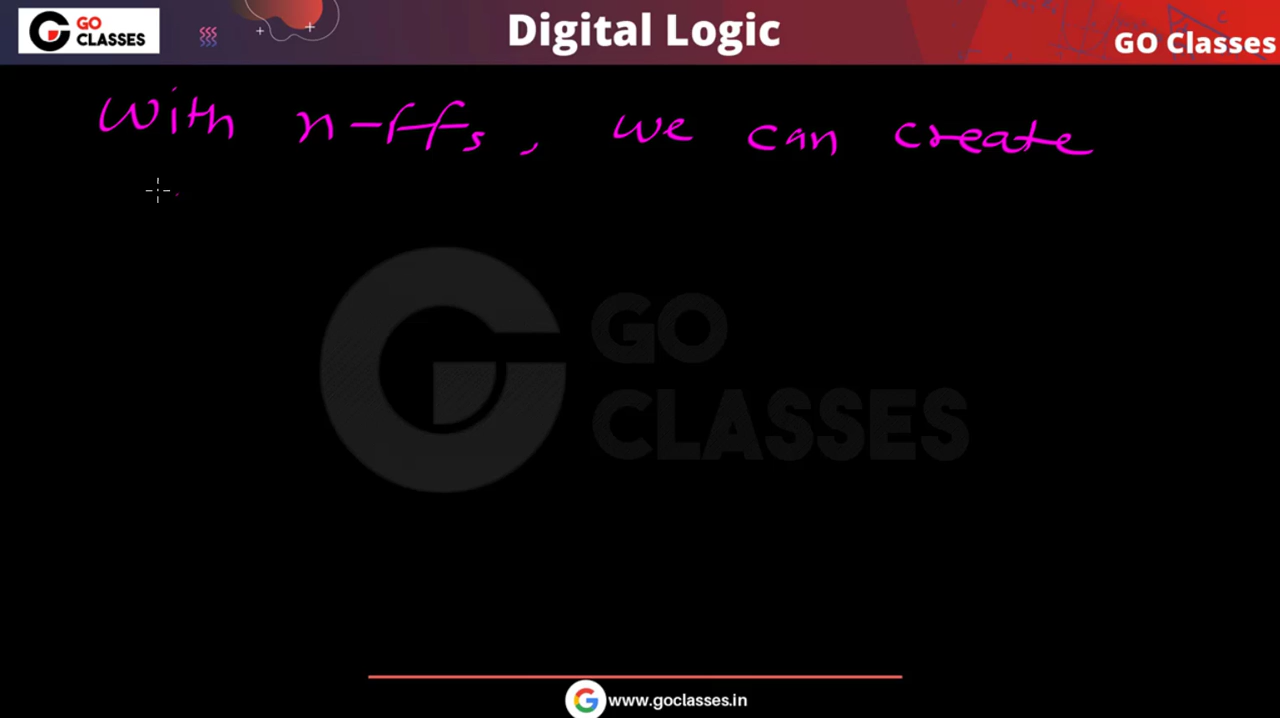 GO CLASSES
Digital Logic
GO Classes
With n-ffs, we can create
GO CLASSES
www.goclasses.in